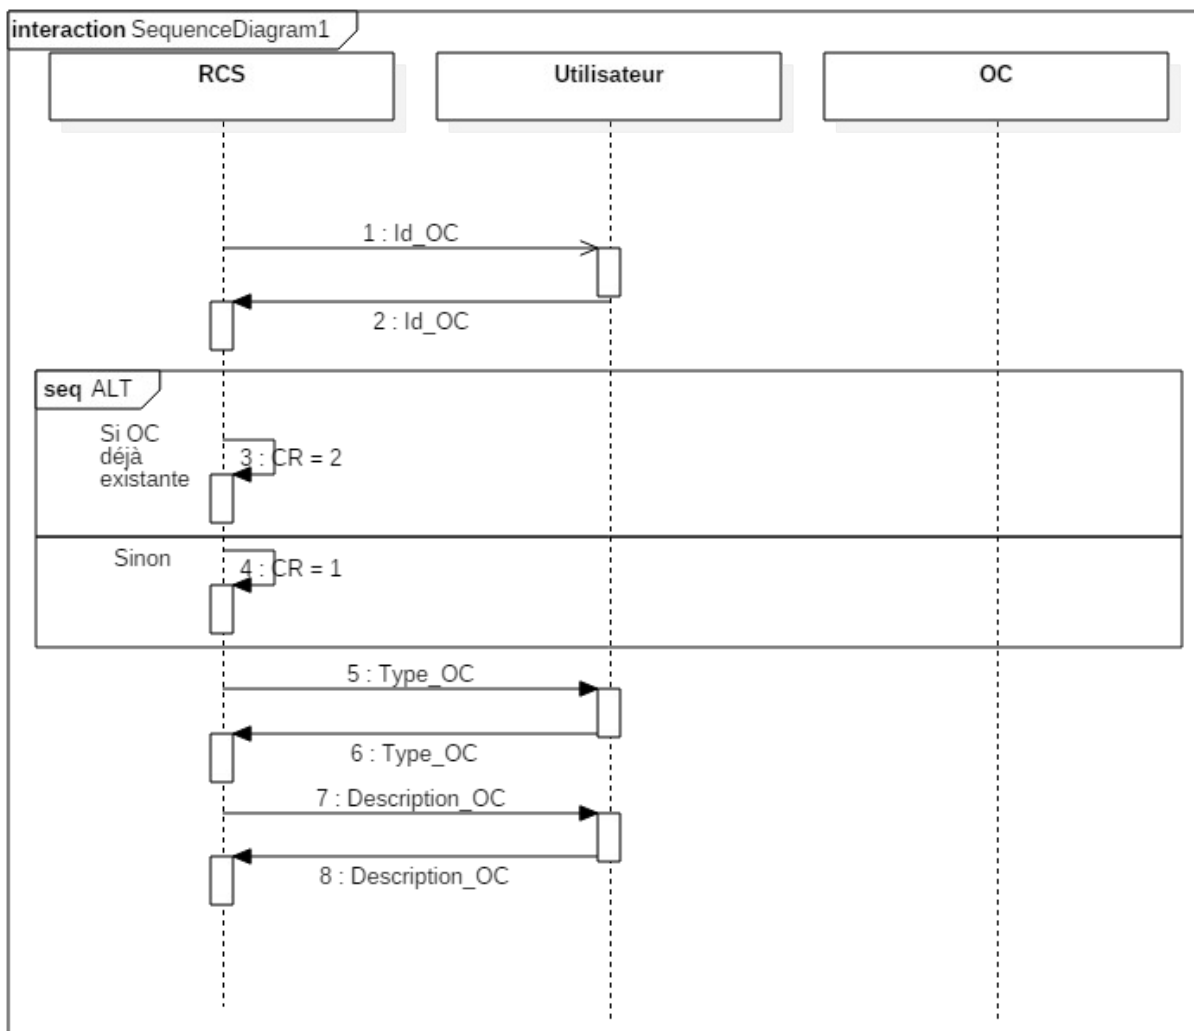 interaction SequenceDiagram1
RCS
Utilisateur
OC
1 : Id_OC
2 : Id_OC
seq ALT
Si OC
déjà
existante
3 : CR = 2
Sinon
4 : CR = 1
5 : Type_OC
6 : Type_OC
7 : Description_OC
8 : Description_OC